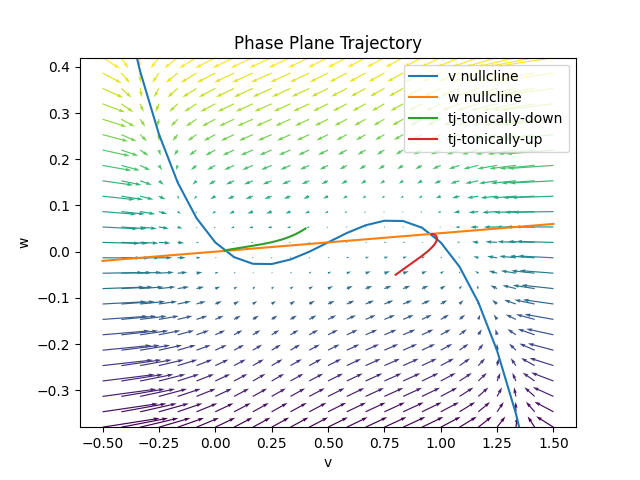 Phase Plane Trajectory
v nullcline
w nullcline
tj-tonically-down
tj-tonically-up
0.4
0.3
0.2
0.1
0.0
−0.1
−0.2
−0.3
w
−0.50
−0.25
0.00
0.25
0.50
0.75
1.00
1.25
1.50
v